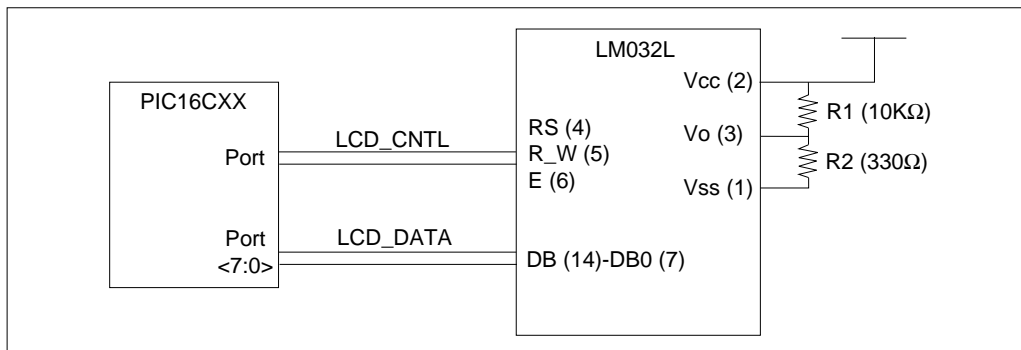 LM032L
Vcc (2)
PIC16CXX
R1 (10KΩ)
RS (4)
LCD_CNTL
Vo (3)
Port
R_W (5)
R2 (330Ω)
E (6)
Vss (1)
Port
LCD_DATA
<7:0>
DB (14)-DB0 (7)